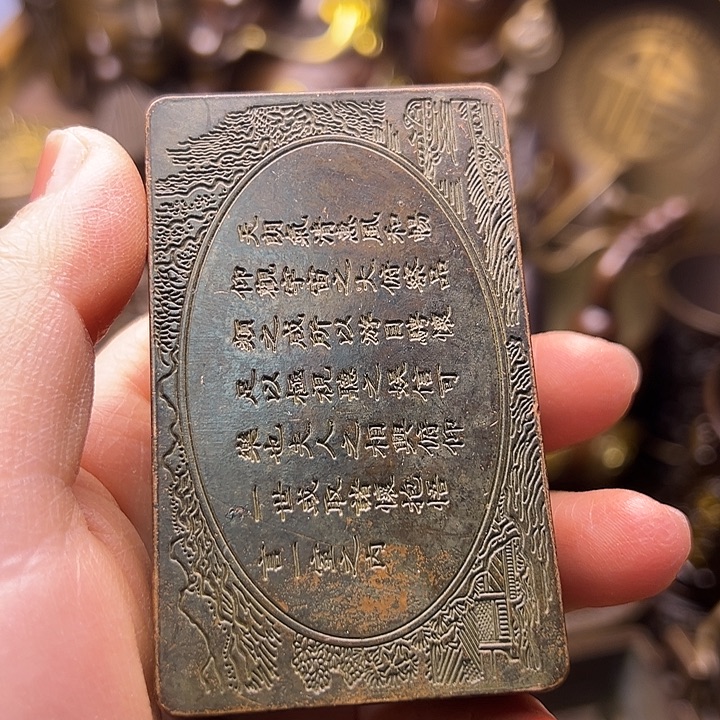 天朗氣清惠風和暢
仰觀宇宙之大俯察品
類之盛所以游目騁懷
足以極視聽之娛信可
樂也夫人之相與俯仰
一世或取諸懷抱悟
言一室之內